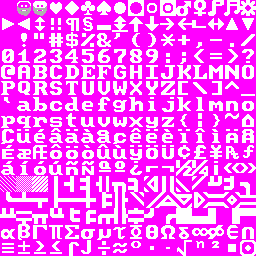 ☺☻♥♦♣♠•◘○◙♂♀♪♫☼
►◄↕‼¶§▬↨↑↓→←∟↔▲▼
!"#$%&'()*+,-./
0123456789:;<=>?
@ABCDEFGHIJKLMNO
PQRSTUVWXYZ[\]^_
`abcdefghijklmno
pqrstuvwxyz{|}~⌂
ÇüéâäàåçêëèïîìÄÅ
ÉæÆôöòûùÿÖÜ¢£¥₧ƒ
áíóúñÑªº¿⌐¬½¼¡«»
αßΓπΣσµτΦΘΩδ∞φε∩
≡±≥≤⌠⌡÷≈°∙·√ⁿ²■